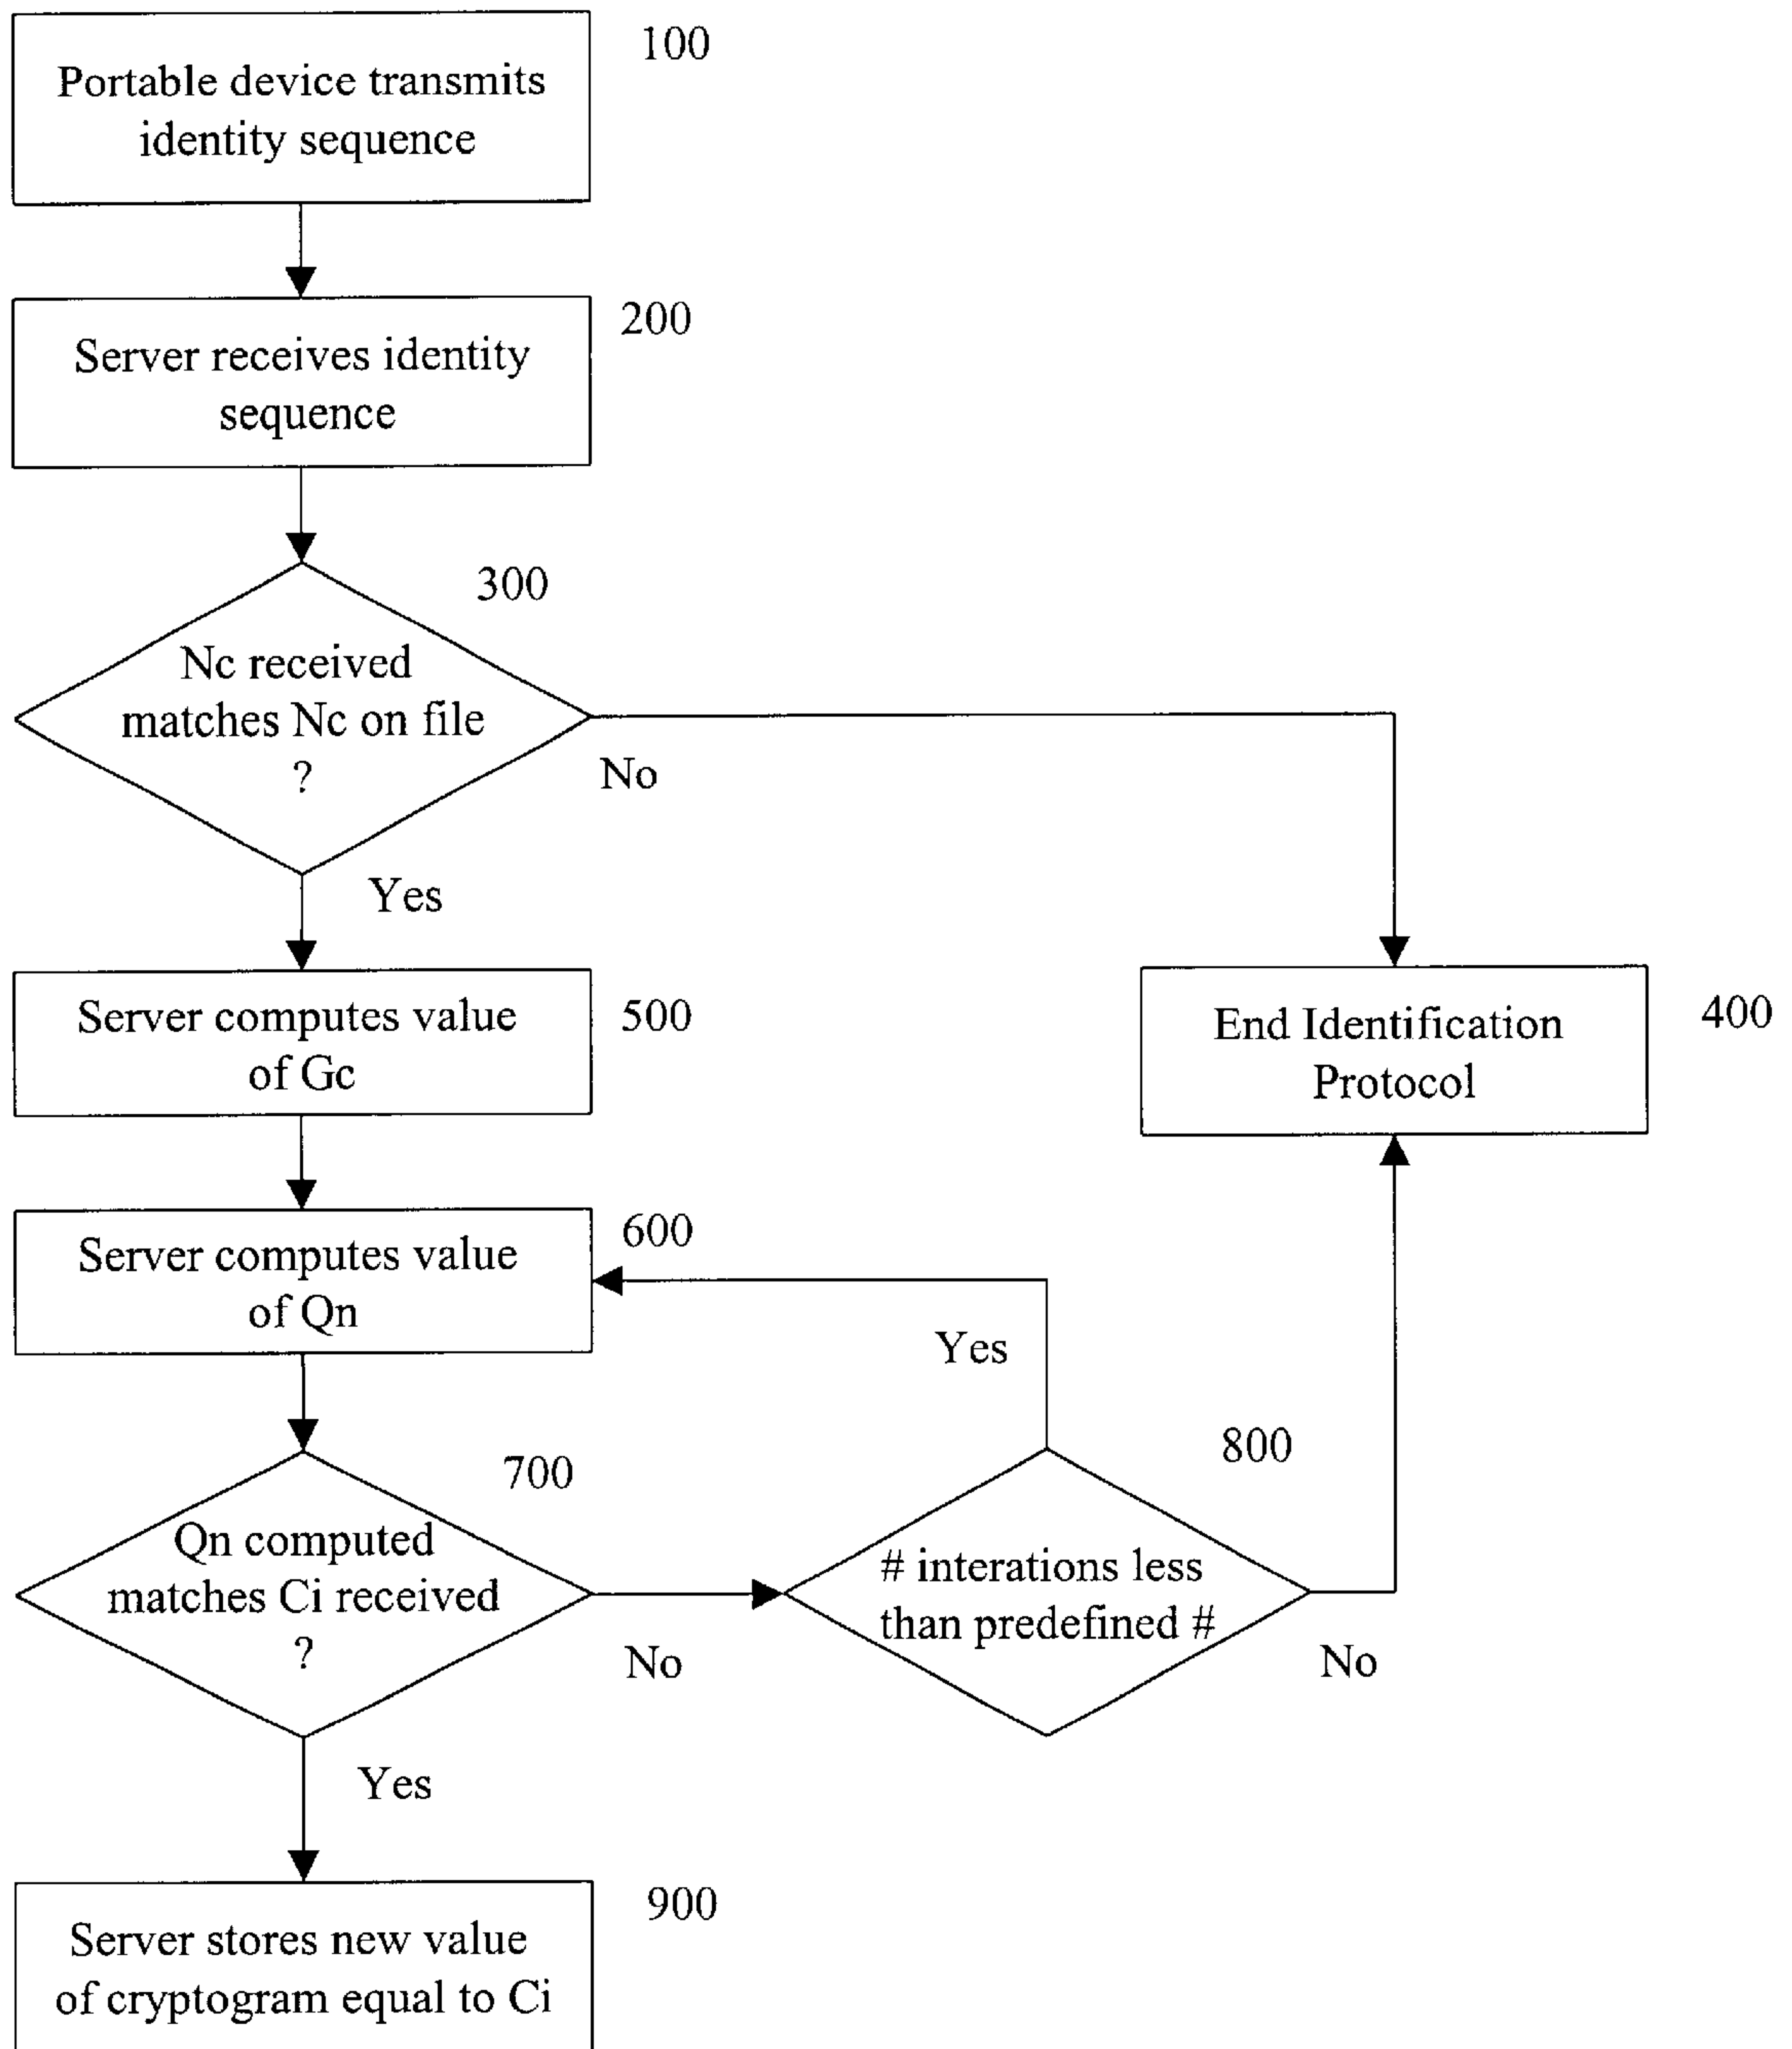 100
Portable device transmits
identity sequence
200
Server receives identity
sequence
300
Nc received
matches Nc on file
?
No
Yes
Server computes value
of Gc
500
End Identification
Protocol
400
Server computes value
of Qn
600
Yes
700
800
Qn computed
matches Ci received
?
# interations less
than predefined #
No
No
Yes
900
Server stores new value
of cryptogram equal to Ci